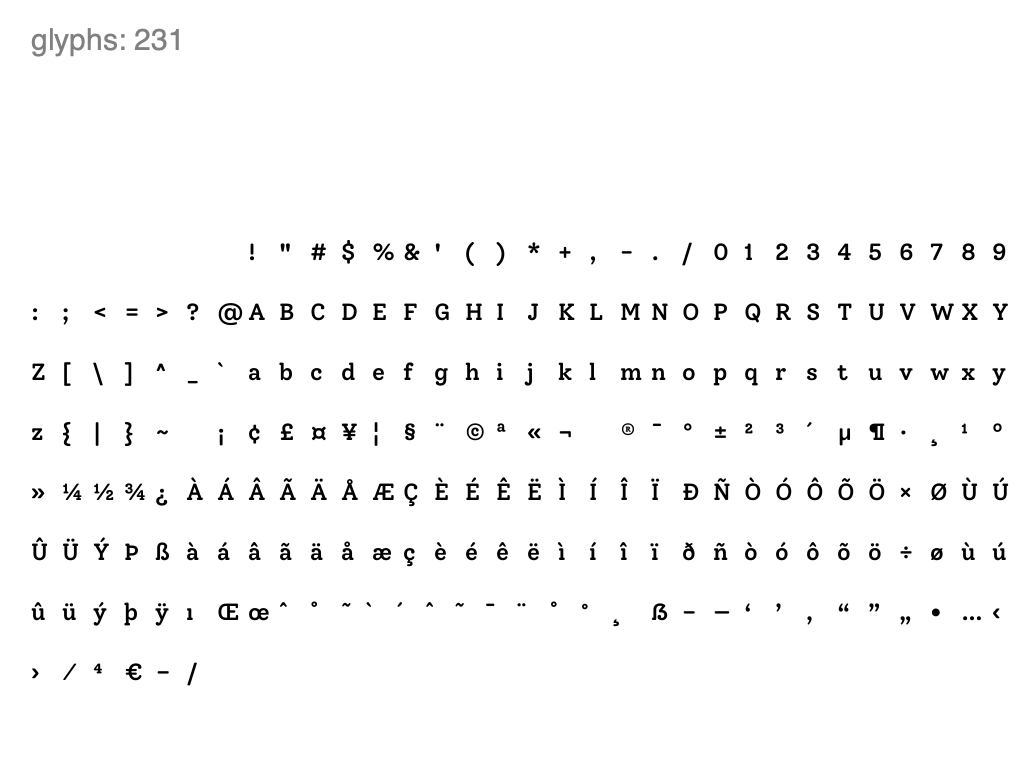 glyphs: 231
! " # $ % & ' ( ) * + , - . / 0 1 2 3 4 5 6 7 8 9
: ; < = > ? @ A B C D E F G H I J K L M N O P Q R S T U V W X Y
Z [ \ ] ^ _ ` a b c d e f g h i j k l m n o p q r s t u v w x y
z { | } ~ ¡ ¢ £ ¤ ¥ ¦ § ¨ © ª « ¬ ® ¯ ° ± ² ³ ´ µ ¶ · ¸ ¹ º
» ¼ ½ ¾ ¿ À Á Â Ã Ä Å Æ Ç È É Ê Ë Ì Í Î Ï Ð Ñ Ò Ó Ô Õ Ö × Ø Ù Ú
Û Ü Ý Þ ß à á â ã ä å æ ç è é ê ë ì í î ï ð ñ ò ó ô õ ö ÷ ø ù ú
û ü ý þ ÿ ı Œ œ ˆ ˚ ˜ ` ´ ˆ ˜ ¯ ¨ ˚ ° ¸ ẞ – — ‘ ’ ‚ “ ” „ • … ‹
› ⁄ ⁴ € − ∕